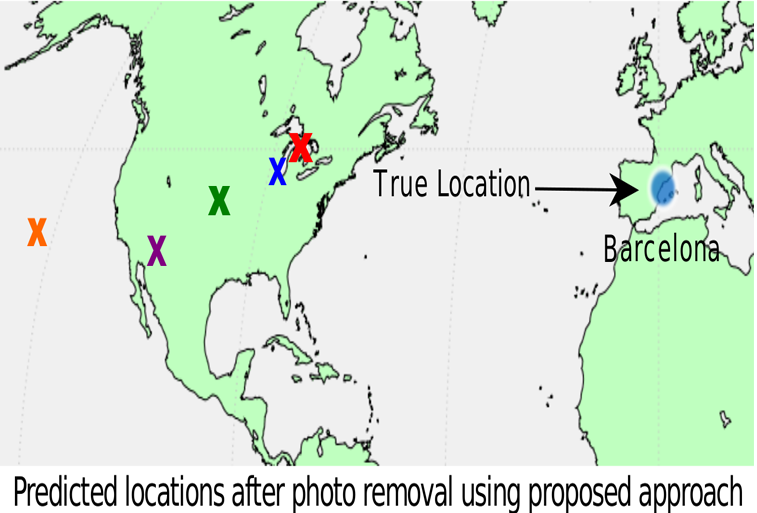 X
X
X
X
X
True Location
Barcelona
Predicted locations after photo removal using proposed approach